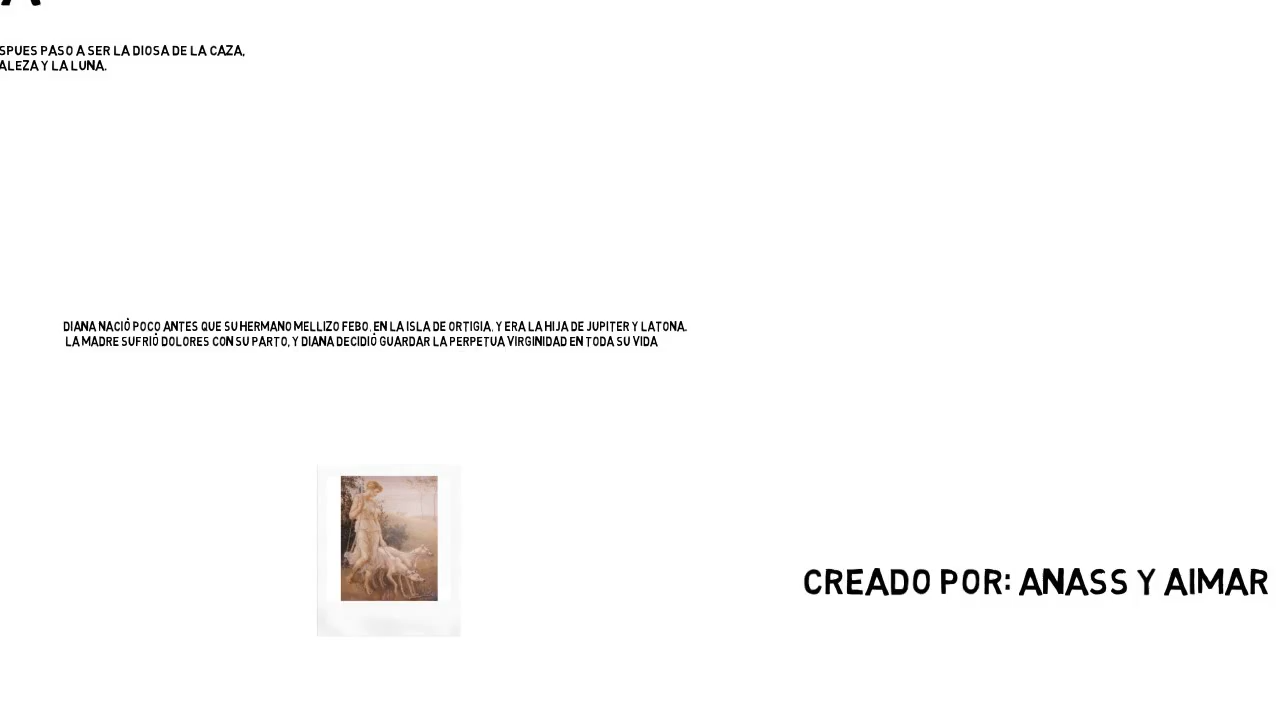 SPUES PASO A SER LA DIOSA DE LA CAZA,
ALEZA Y LA LUNA.
DIANA NACIÓ POCO ANTES QUE SU HERMANO MELLIZO FEBO, EN LA ISLA DE ORTIGIA, Y ERA LA HIJA DE JUPITER Y LATONA.
LA MADRE SUFRIÓ DOLORES CON SU PARTO, Y DIANA DECIDIÓ GUARDAR LA PERPETUA VIRGINIDAD EN TODA SU VIDA
CREADO POR: ANASS Y AIMAR